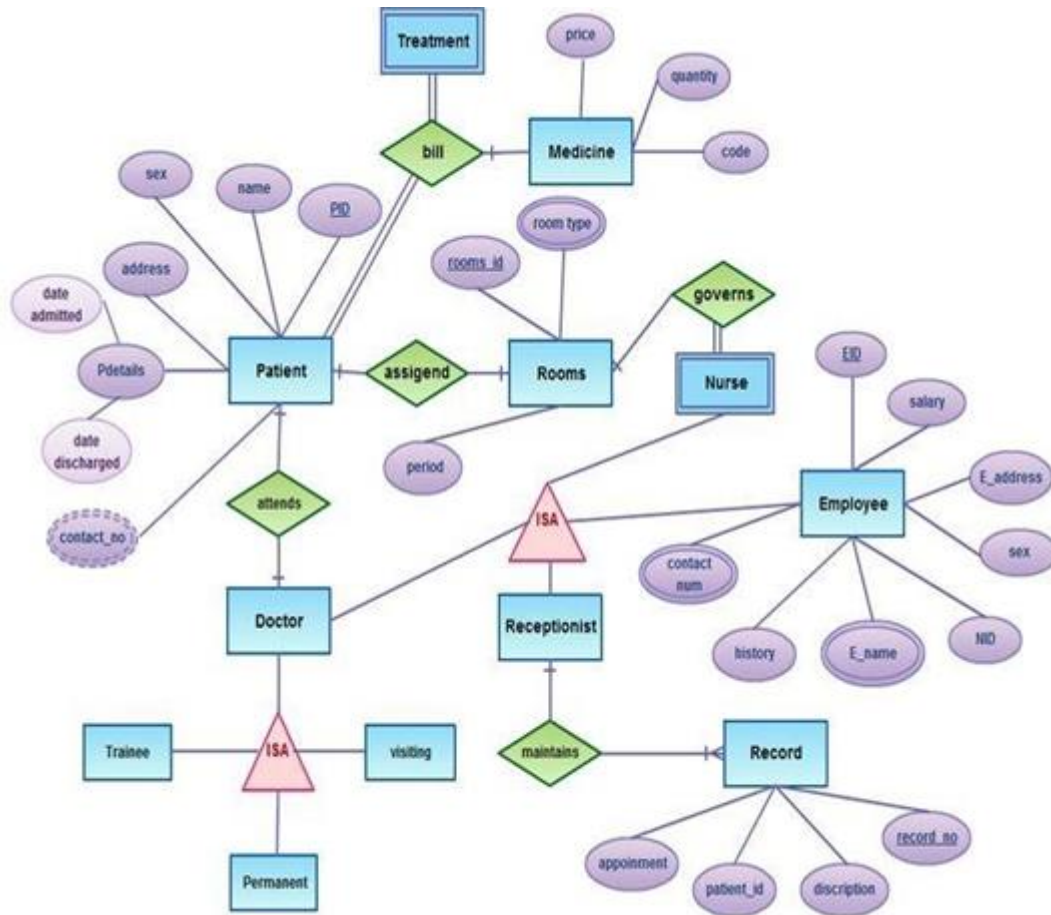 Treatment
price
quantity
bill
Medicine
code
sex
name
PID
room type
rooms_id
address
governs
date
admitted
Patient
assigend
Rooms
Nurse
EID
Pdetails
salary
date
discharged
period
E_address
attends
ISA
Employee
contact_no
sex
contact
num
Doctor
Receptionist
history
E_name
NID
Trainee
ISA
visiting
maintains
Record
appoinment
patient_id
discription
record_no
Permanent